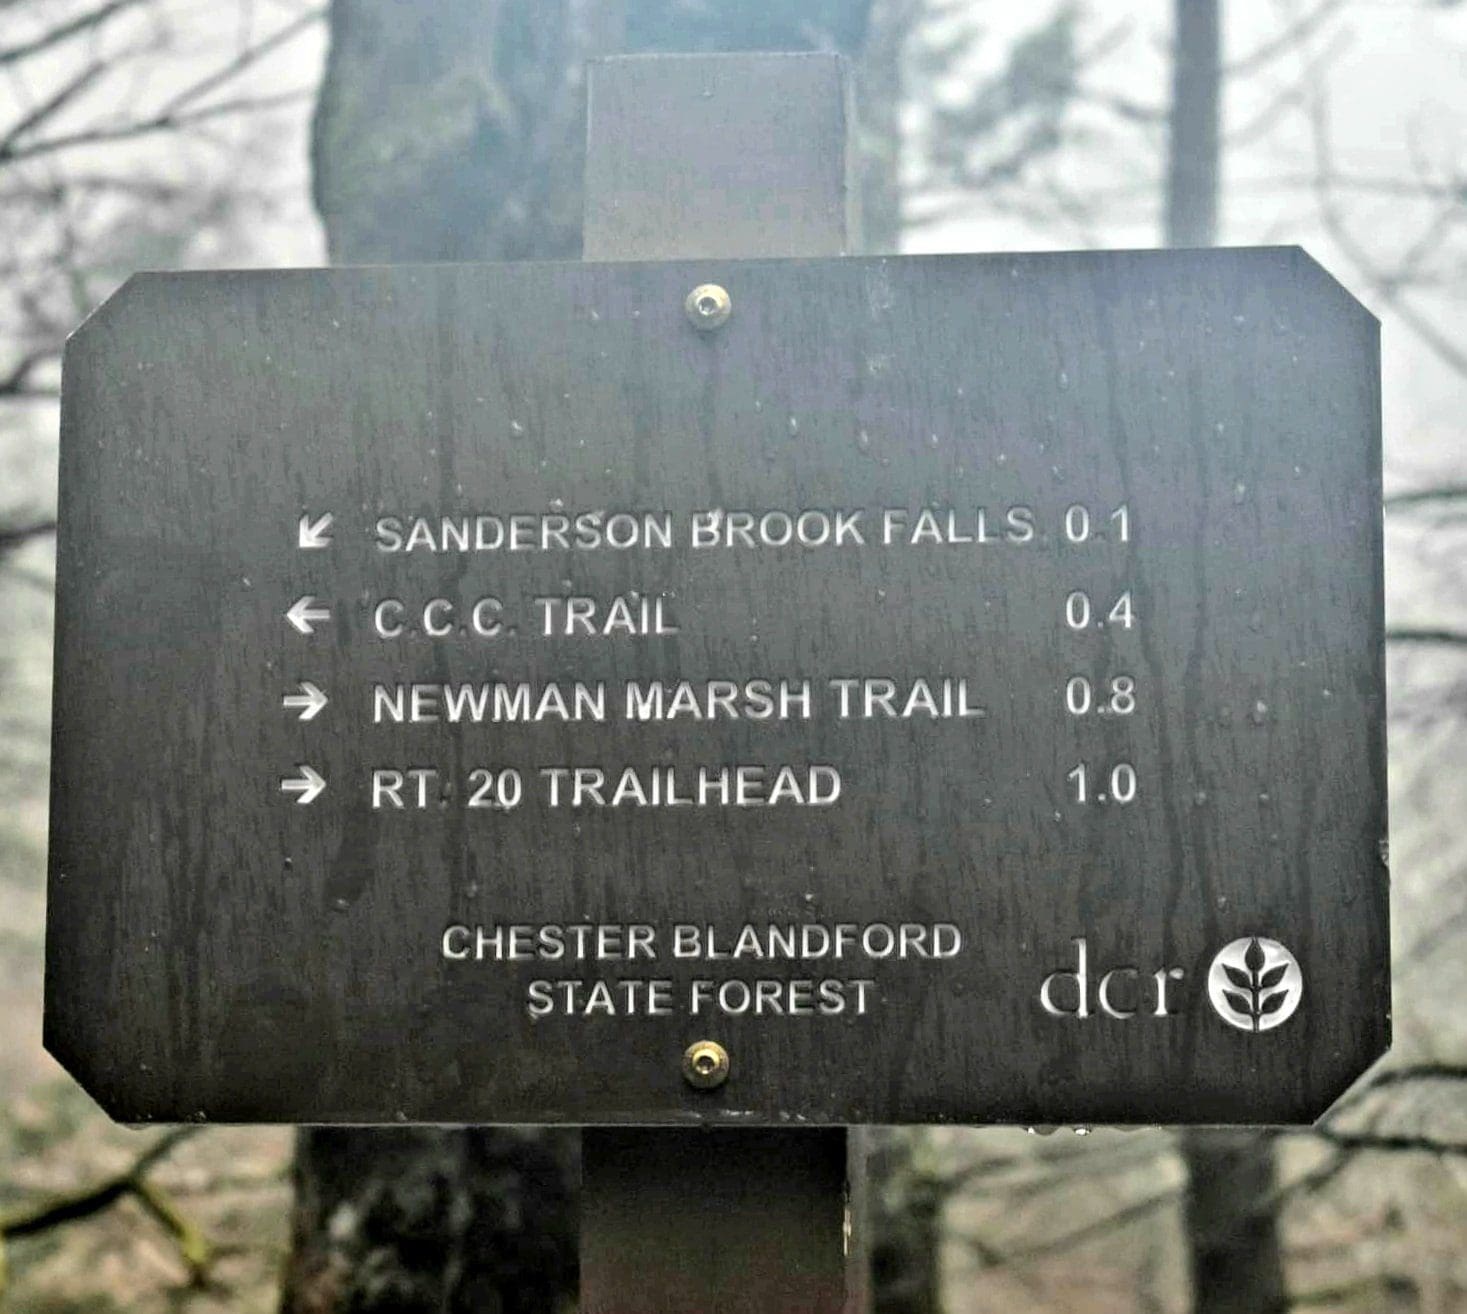 ↙ SANDERSON BROOK FALLS 0.1
← C.C.C. TRAIL 0.4
→ NEWMAN MARSH TRAIL 0.8
→ RT. 20 TRAILHEAD 1.0
CHESTER BLANDFORD
STATE FOREST
dcr